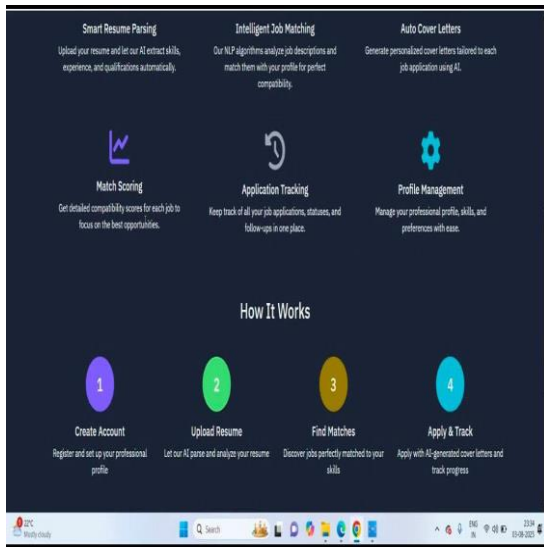 Smart Resume Parsing
Upload your resume and let our AI extract skills,
experience, and qualifications automatically.
Intelligent Job Matching
Our NLP algorithms analyze job descriptions and
match them with your profile for perfect
compatibility.
Auto Cover Letters
Generate personalized cover letters tailored to each
job application using AI.
Match Scoring
Get detailed compatibility scores for each job to
focus on the best opportunities.
Application Tracking
Keep track of all your job applications, statuses, and
follow-ups in one place.
Profile Management
Manage your professional profile, skills, and
preferences with ease.
How It Works
1
Create Account
Register and set up your professional
profile
2
Upload Resume
Let our AI parse and analyze your resume
3
Find Matches
Discover jobs perfectly matched to your
skills
4
Apply & Track
Apply with AI-generated cover letters and
track progress
Mostly cloudy
Search
ENG
IN